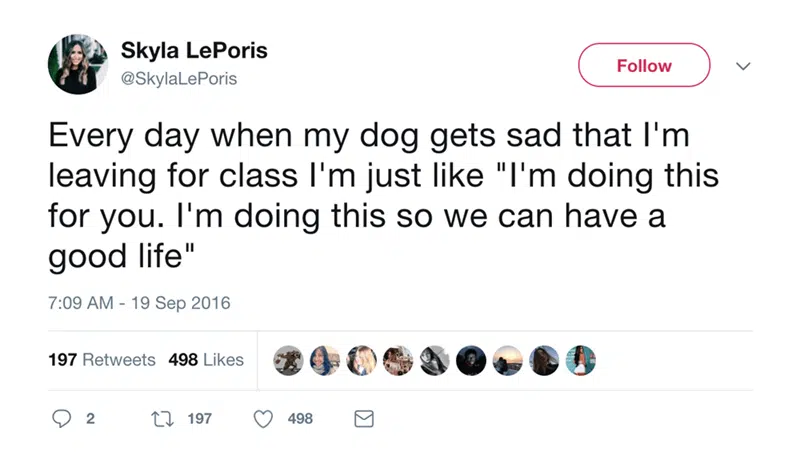 Skyla LePoris
@SkylaLePoris
Follow
Every day when my dog gets sad that I'm
leaving for class I'm just like "I'm doing this
for you. I'm doing this so we can have a
good life"
7:09 AM - 19 Sep 2016
197 Retweets 498 Likes
2 197 498